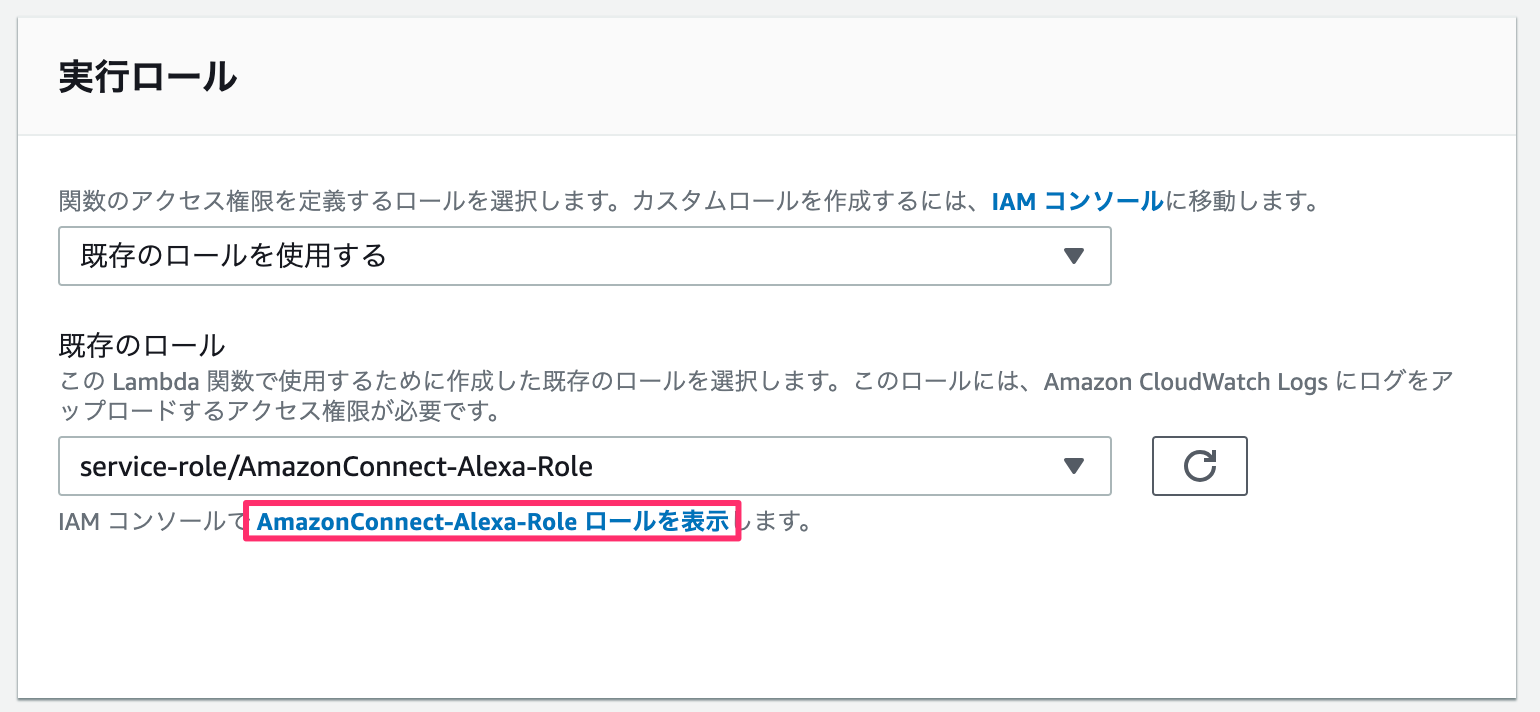 実行ロール
関数のアクセス権限を定義するロールを選択します。カスタムロールを作成するには、IAM コンソールに移動します。
既存のロールを使用する
既存のロール
この Lambda 関数で使用するために作成した既存のロールを選択します。このロールには、Amazon CloudWatch Logs にログをア
ップロードするアクセス権限が必要です。
service-role/AmazonConnect-Alexa-Role
IAM コンソールで AmazonConnect-Alexa-Role ロールを表示します。